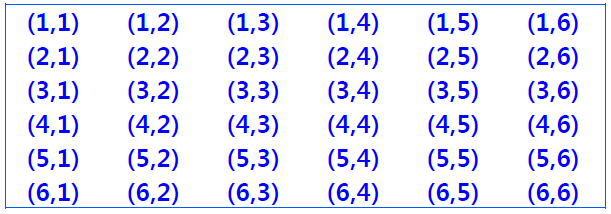 (1,1) (1,2) (1,3) (1,4) (1,5) (1,6)
(2,1) (2,2) (2,3) (2,4) (2,5) (2,6)
(3,1) (3,2) (3,3) (3,4) (3,5) (3,6)
(4,1) (4,2) (4,3) (4,4) (4,5) (4,6)
(5,1) (5,2) (5,3) (5,4) (5,5) (5,6)
(6,1) (6,2) (6,3) (6,4) (6,5) (6,6)